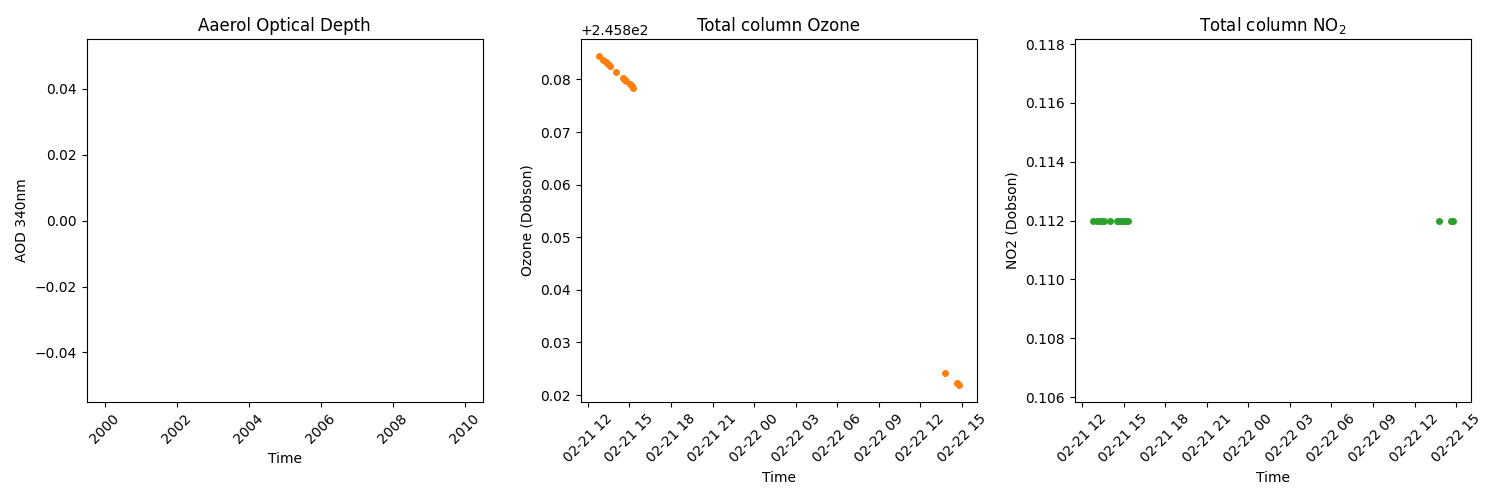 Aaerol Optical Depth
AOD 340nm
0.04
0.02
0.00
−0.02
−0.04
2000 2002 2004 2006 2008 2010
Time
Total column Ozone
+2.458e2
Ozone (Dobson)
0.08
0.07
0.06
0.05
0.04
0.03
0.02
02-21 12 02-21 15 02-21 18 02-21 21 02-22 00 02-22 03 02-22 06 02-22 09 02-22 12 02-22 15
Time
Total column NO₂
NO2 (Dobson)
0.118
0.116
0.114
0.112
0.110
0.108
0.106
02-21 12 02-21 15 02-21 18 02-21 21 02-22 00 02-22 03 02-22 06 02-22 09 02-22 12 02-22 15
Time